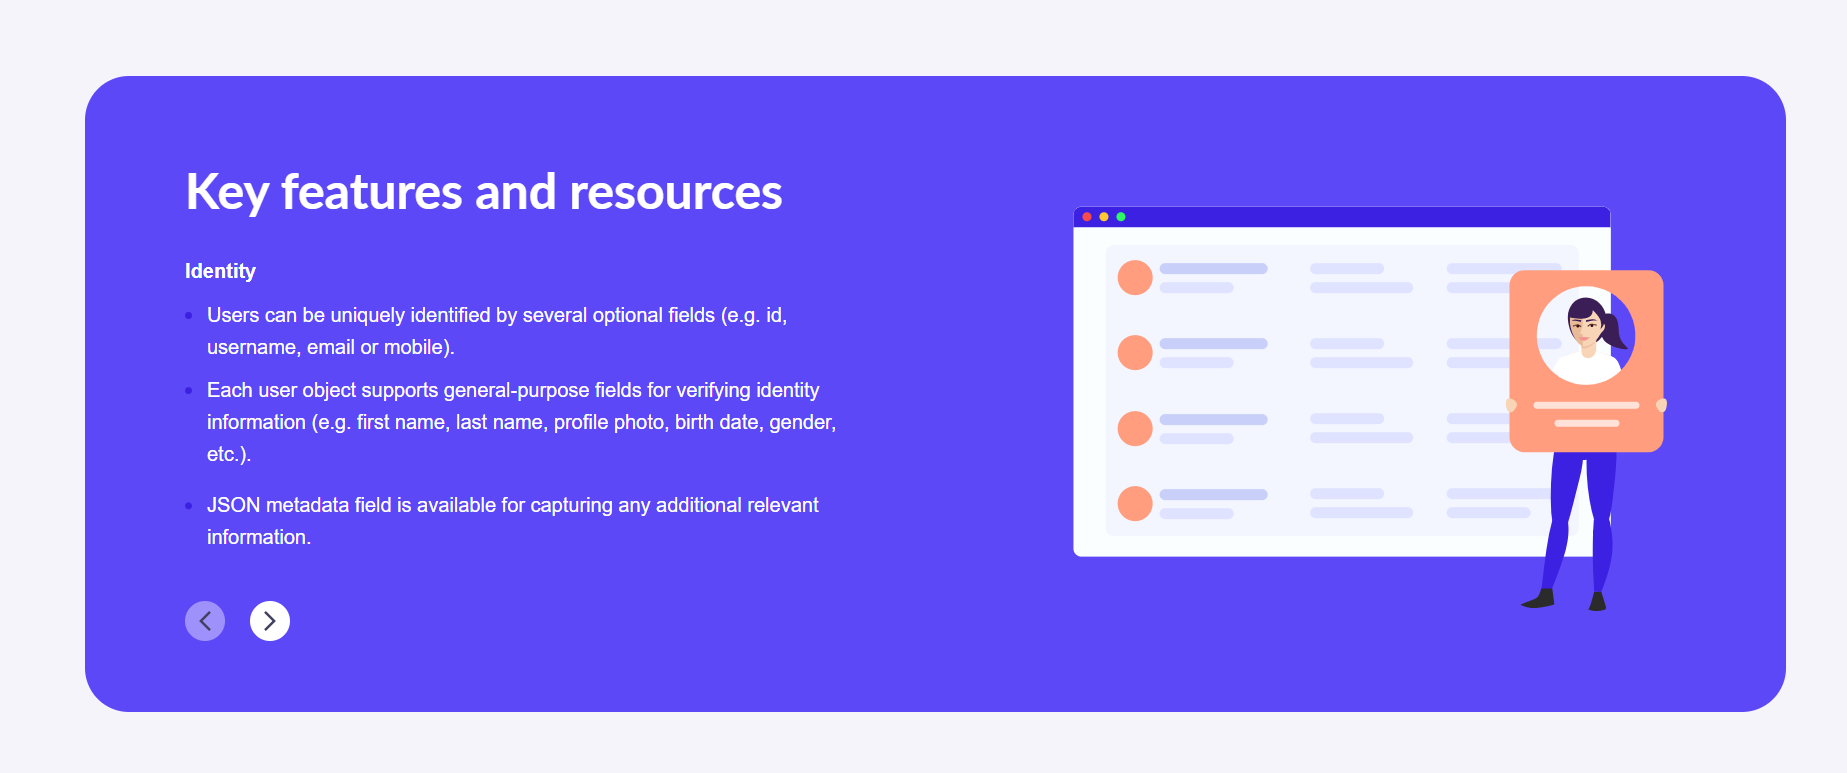 Key features and resources
Identity
Users can be uniquely identified by several optional fields (e.g. id,
username, email or mobile).
Each user object supports general-purpose fields for verifying identity
information (e.g. first name, last name, profile photo, birth date, gender,
etc.).
JSON metadata field is available for capturing any additional relevant
information.